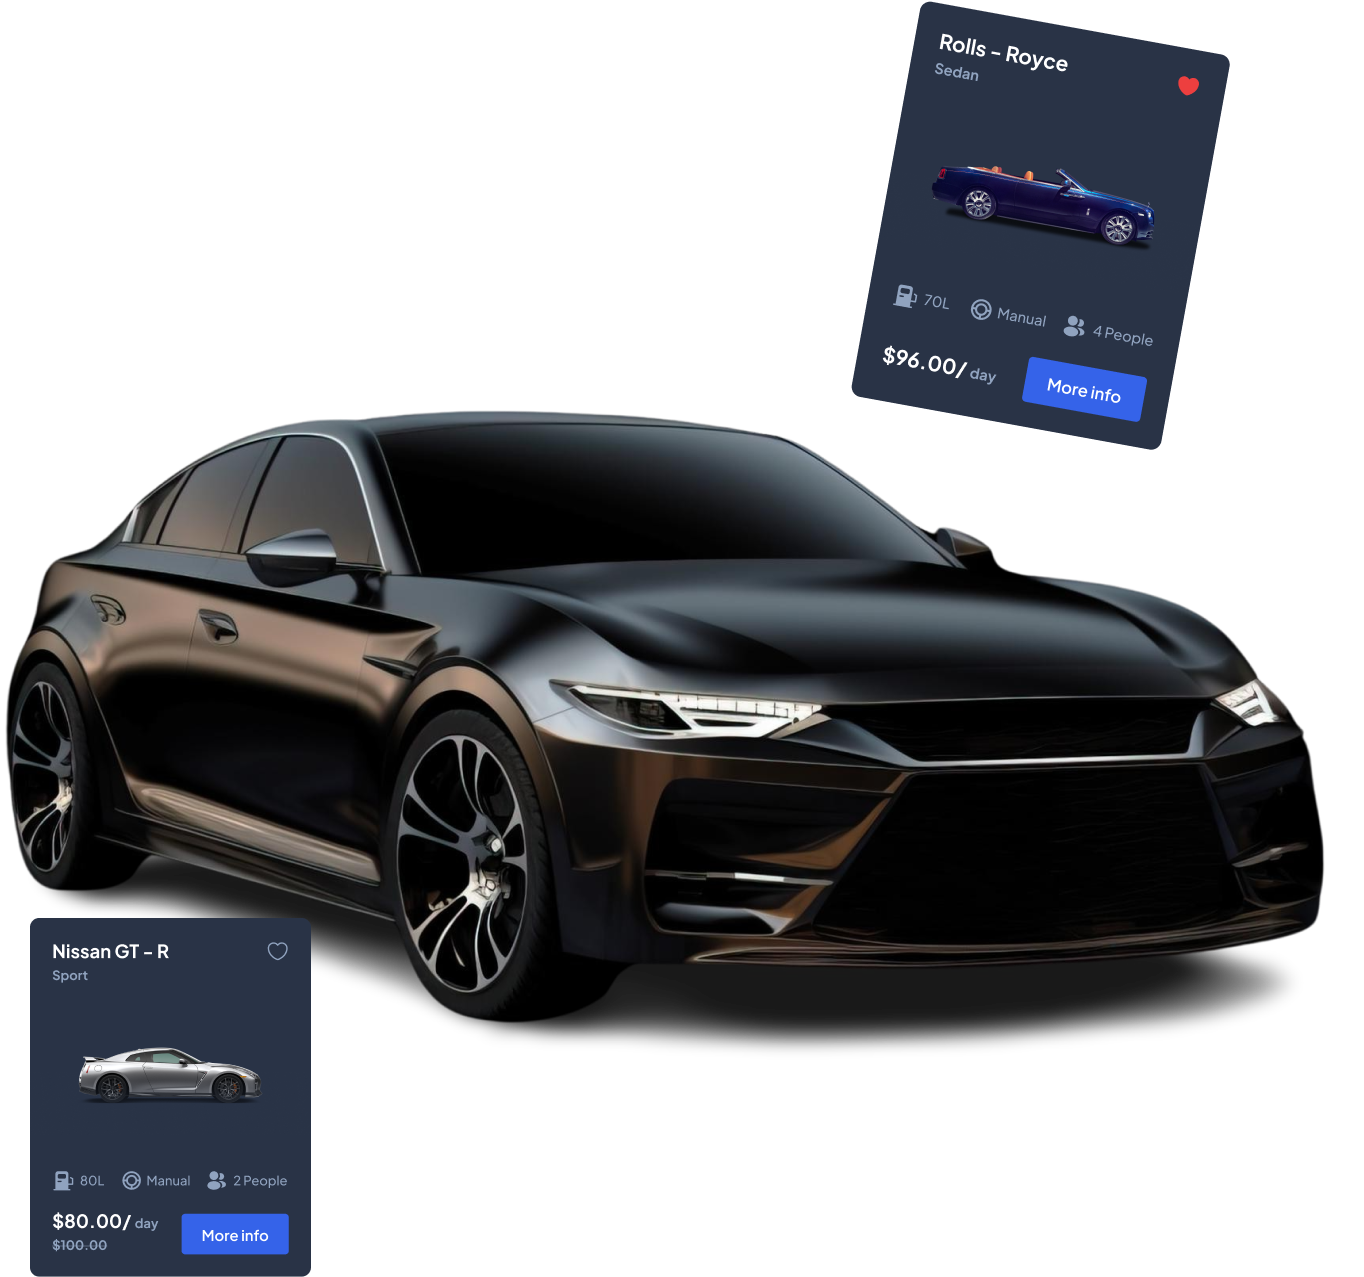 Rolls - Royce
Sedan
70L
Manual
4 People
$96.00/ day
More info
Nissan GT - R
Sport
80L
Manual
2 People
$80.00/ day
$100.00
More info